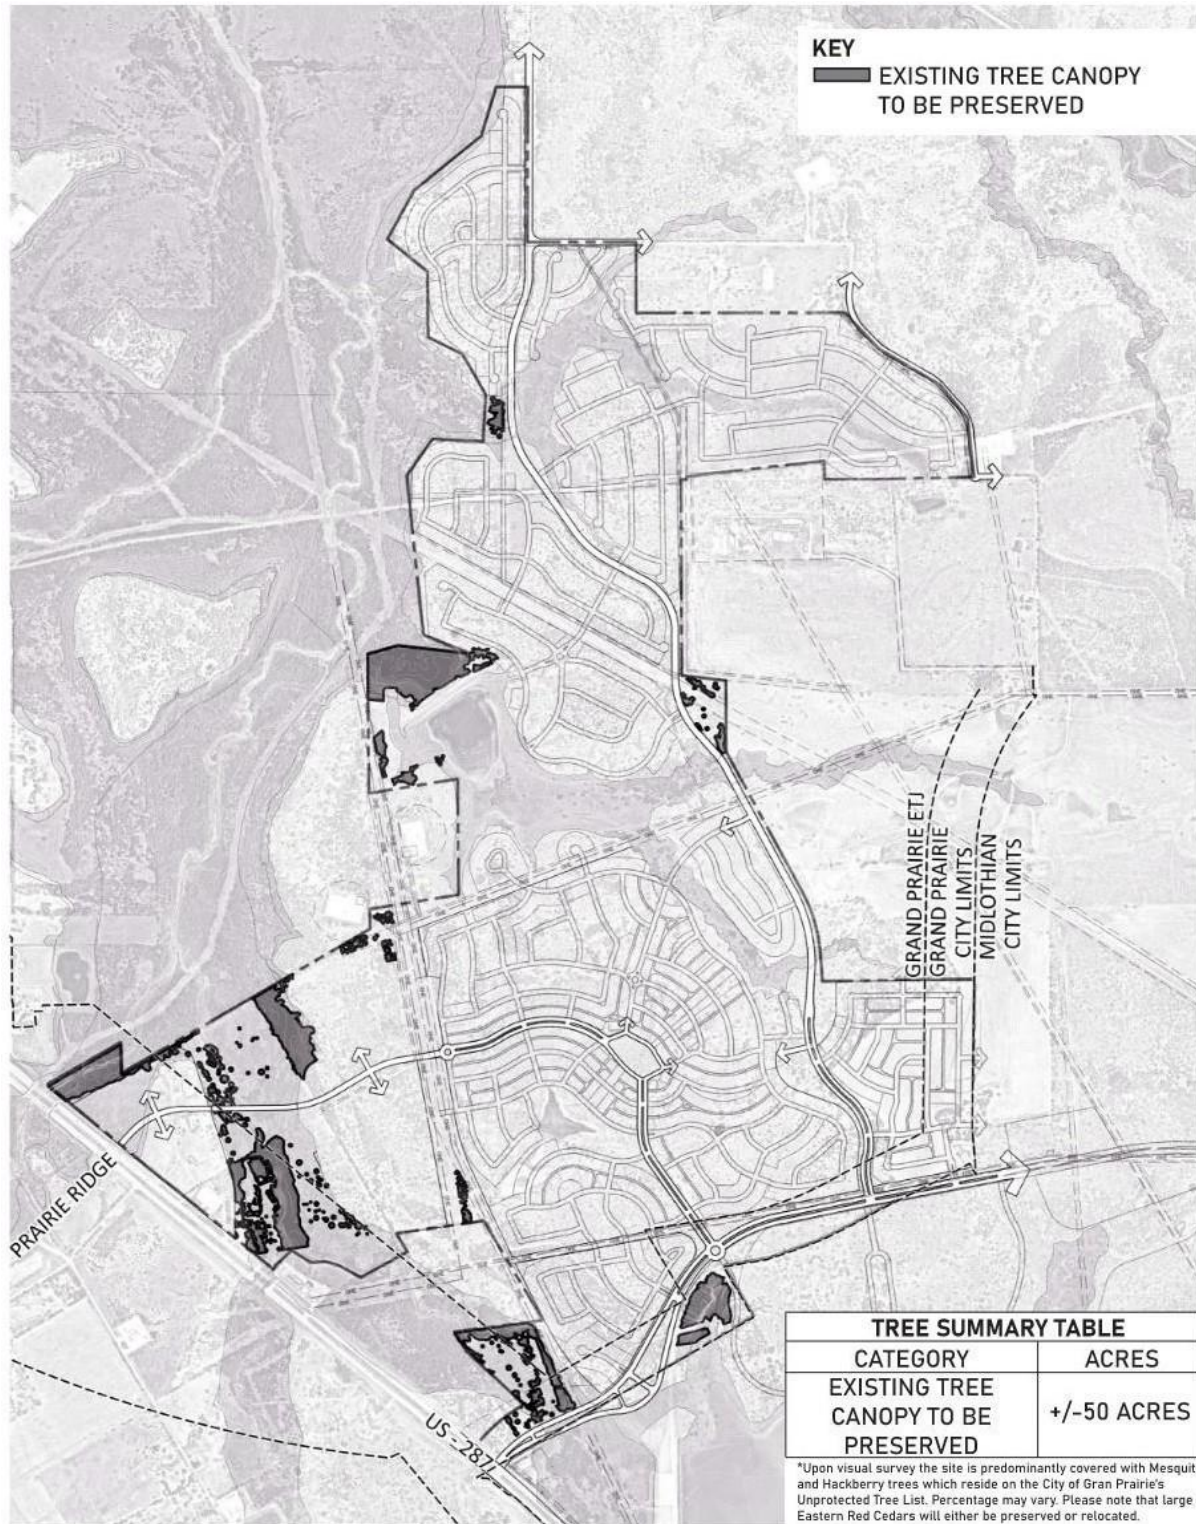 KEY
EXISTING TREE CANOPY
TO BE PRESERVED
GRAND PRAIRIE ETJ
GRAND PRAIRIE
CITY LIMITS
MIDLOTHIAN
CITY LIMITS
PRAIRIE RIDGE
US - 287
TREE SUMMARY TABLE
CATEGORY ACRES
EXISTING TREE
CANOPY TO BE
PRESERVED
+/-50 ACRES
*Upon visual survey the site is predominantly covered with Mesquit
and Hackberry trees which reside on the City of Gran Prairie's
Unprotected Tree List. Percentage may vary. Please note that large
Eastern Red Cedars will either be preserved or relocated.